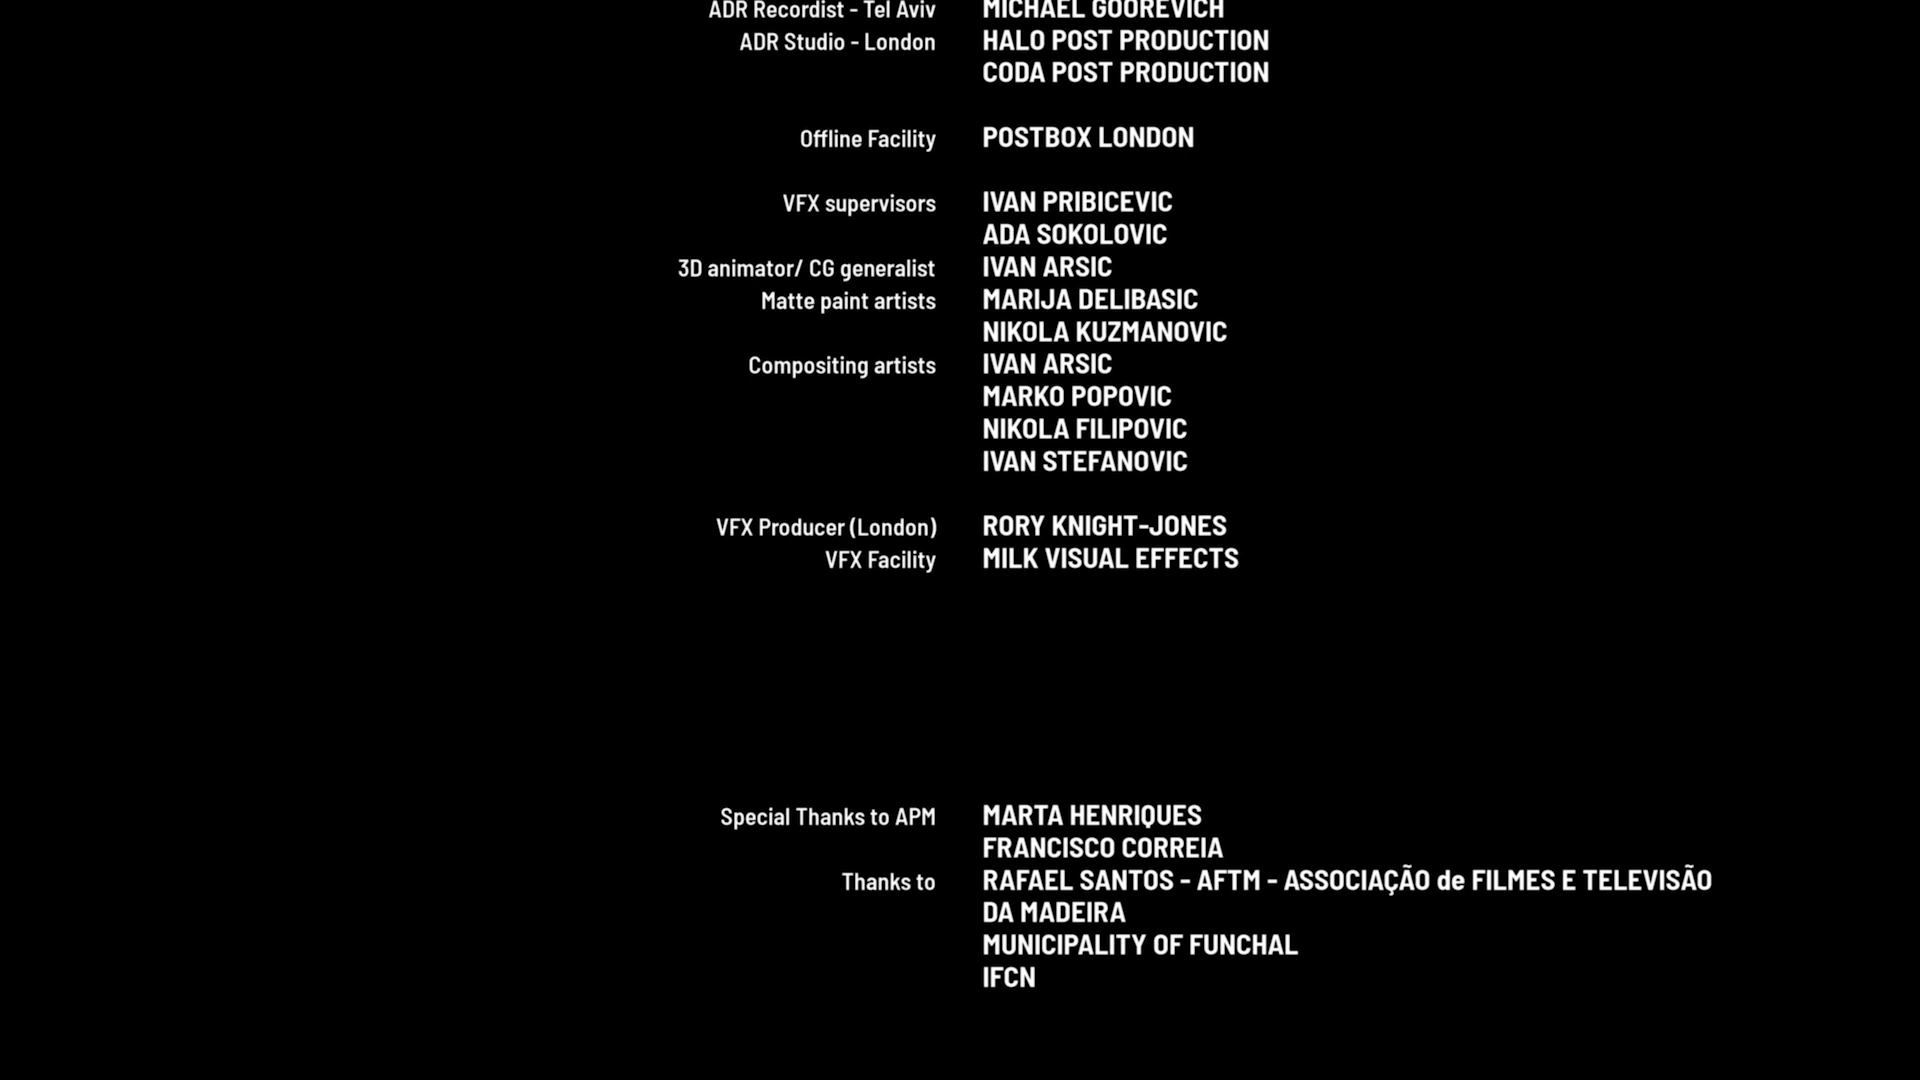 ADR Recordist - Tel Aviv MICHAEL GOOREVICH
ADR Studio - London HALO POST PRODUCTION
CODA POST PRODUCTION
Offline Facility POSTBOX LONDON
VFX supervisors IVAN PRIBICEVIC
ADA SOKOLOVIC
3D animator/ CG generalist IVAN ARSIC
Matte paint artists MARIJA DELIBASIC
NIKOLA KUZMANOVIC
Compositing artists IVAN ARSIC
MARKO POPOVIC
NIKOLA FILIPOVIC
IVAN STEFANOVIC
VFX Producer (London) RORY KNIGHT-JONES
VFX Facility MILK VISUAL EFFECTS
Special Thanks to APM MARTA HENRIQUES
FRANCISCO CORREIA
Thanks to RAFAEL SANTOS - AFTM - ASSOCIAÇÃO de FILMES E TELEVISÃO
DA MADEIRA
MUNICIPALITY OF FUNCHAL
IFCN